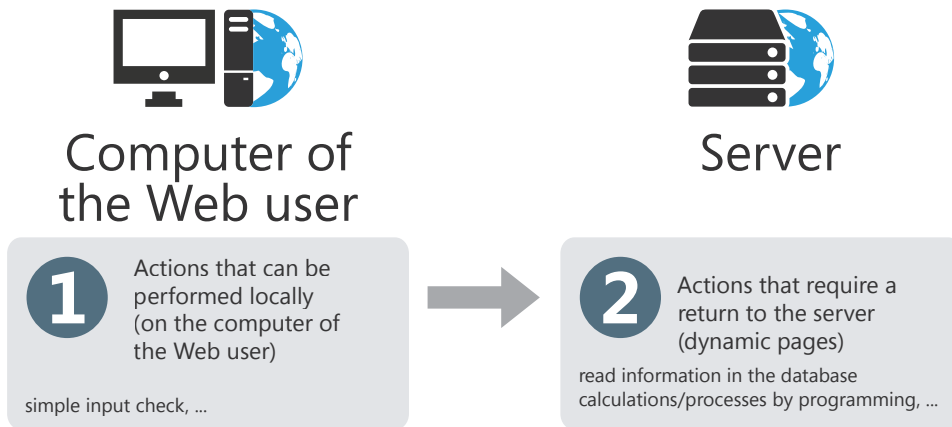 Computer of
the Web user
Server
1
Actions that can be
performed locally
(on the computer of
the Web user)
simple input check, ...
2
Actions that require a
return to the server
(dynamic pages)
read information in the database
calculations/processes by programming, ...